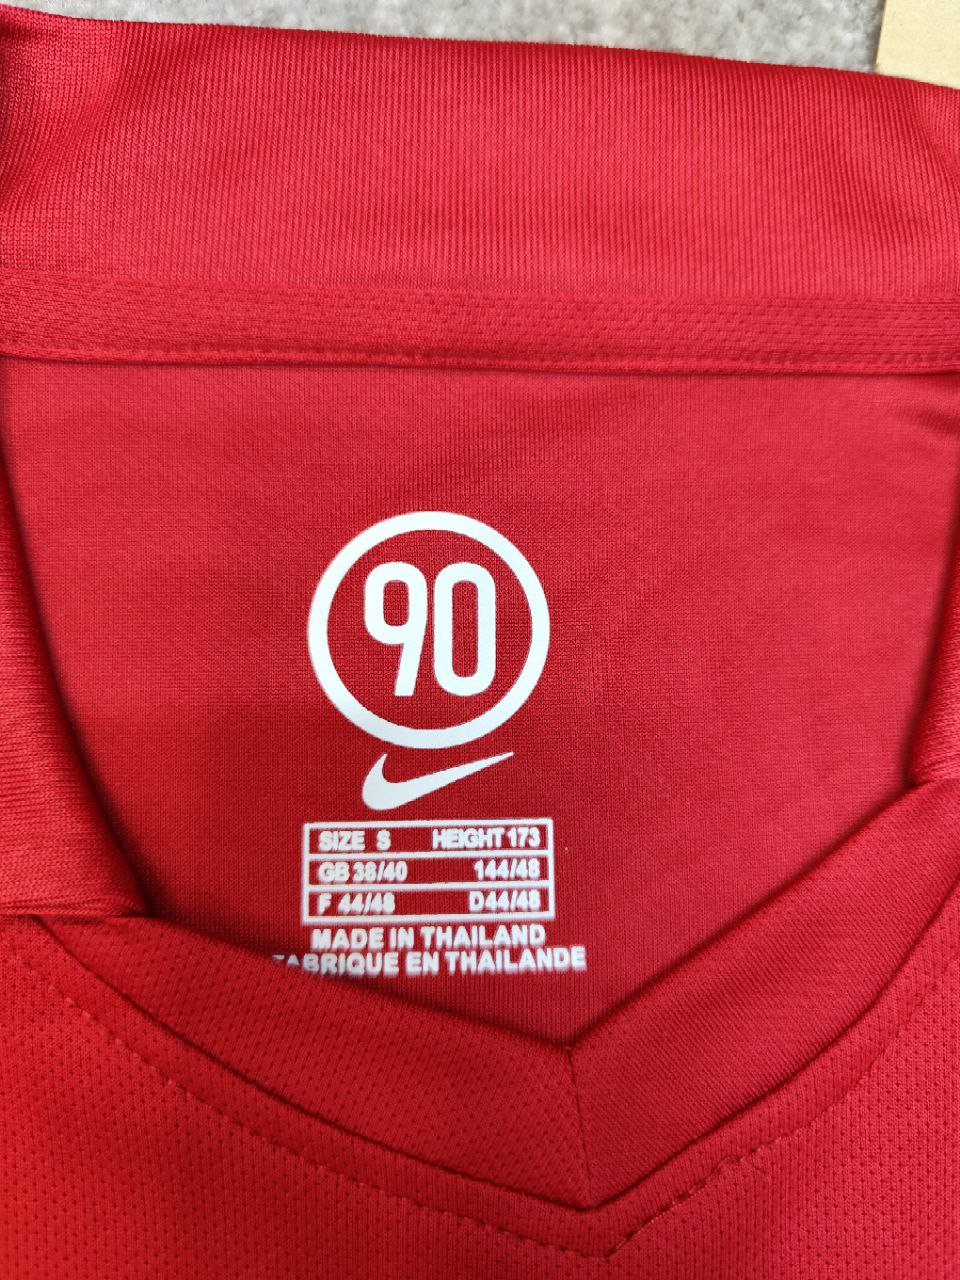 90
SIZE S HEIGHT 173
GB 38/40 144/48
F 44/48 D44/48
MADE IN THAILAND
FABRIQUE EN THAILANDE